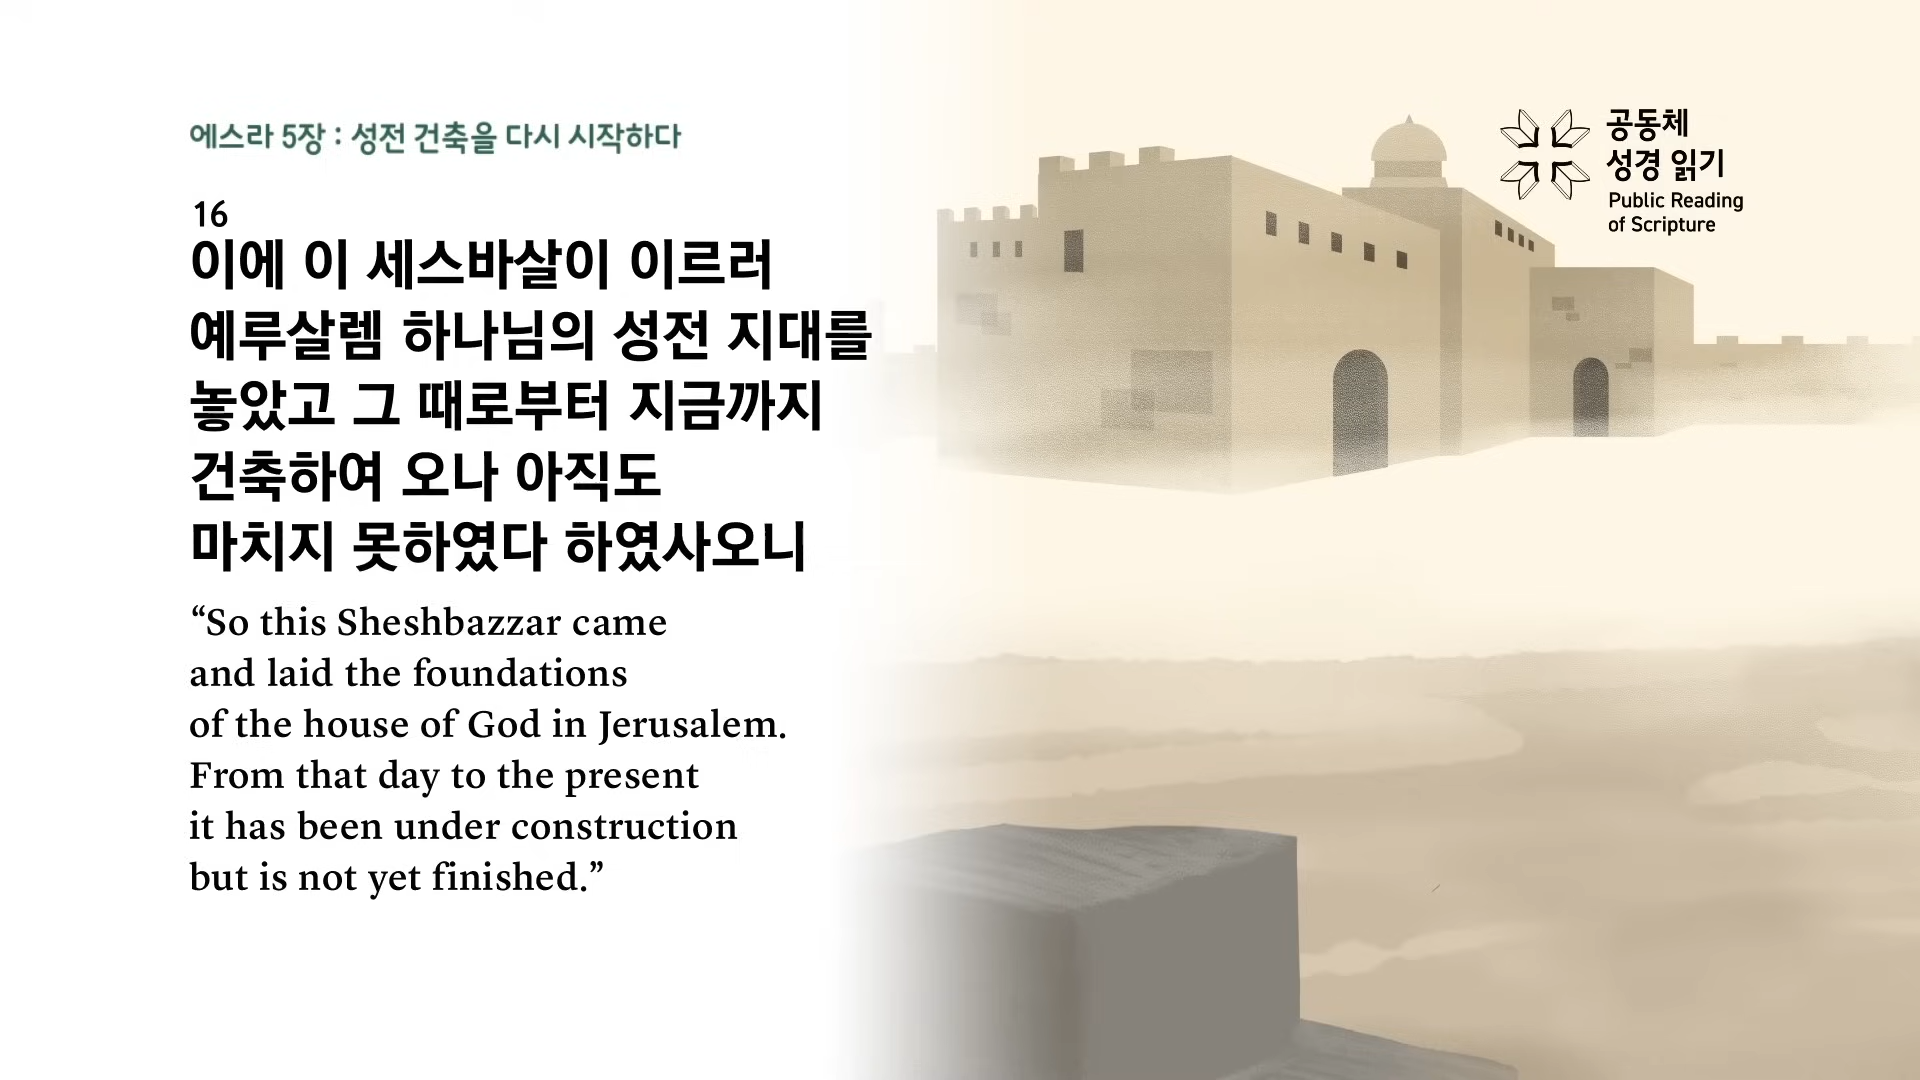 에스라 5장 : 성전 건축을 다시 시작하다
16
이에 이 세스바살이 이르러
예루살렘 하나님의 성전 지대를
놓았고 그 때로부터 지금까지
건축하여 오나 아직도
마치지 못하였다 하였사오니
“So this Sheshbazzar came
and laid the foundations
of the house of God in Jerusalem.
From that day to the present
it has been under construction
but is not yet finished.”
공동체
성경 읽기
Public Reading
of Scripture